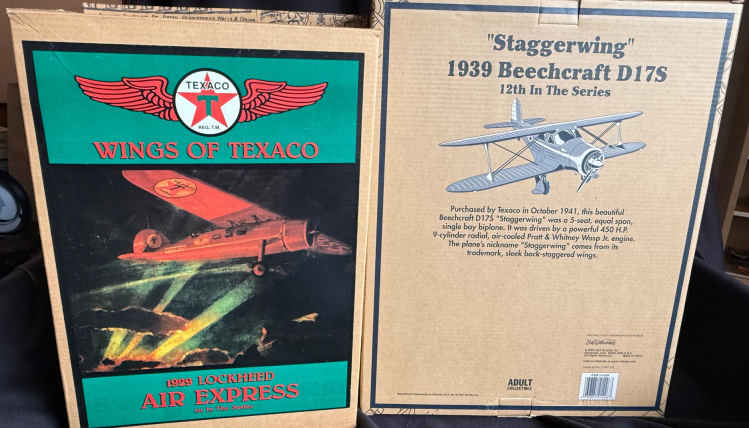 TEXACO
T
REG. T.M.
WINGS OF TEXACO
1929 LOCKHEED
AIR EXPRESS
"Staggerwing"
1939 Beechcraft D17S
12th In The Series
Purchased by Texaco in October 1941, this beautiful
Beechcraft D17S "Staggerwing" was a 5-seat, equal span,
single bay biplane. It was driven by a powerful 450 H.P.
9-cylinder radial, air-cooled Pratt & Whitney Wasp Jr. engine.
The plane's nickname "Staggerwing" comes from its
trademark, sleek back-staggered wings.
ADULT
COLLECTIBLE